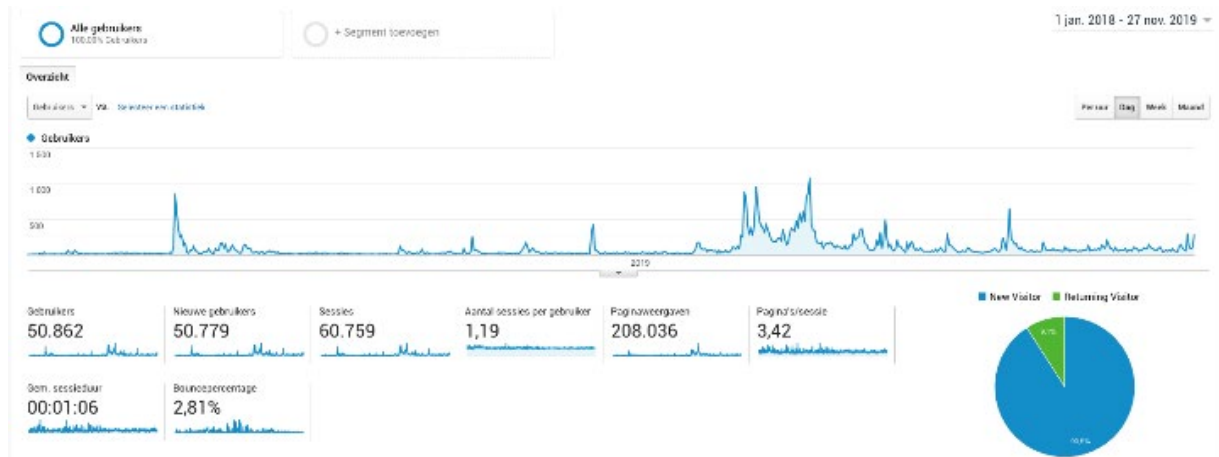 Alle gebruikers
100,00% Gebruikers
+ Segment toevoegen
1 jan. 2018 - 27 nov. 2019
Overzicht
Gebruikers
VS.
Selecteer een statistiek
Per uur
Dag
Week
Maand
Gebruikers
1.500
1.000
500
2019
New Visitor
Returning Visitor
Gebruikers
50.862
Nieuwe gebruikers
50.779
Sessies
60.759
Aantal sessies per gebruiker
1,19
Paginaweergaven
208.036
Pagina's/sessie
3,42
Gem. sessieduur
00:01:06
Bouncepercentage
2,81%